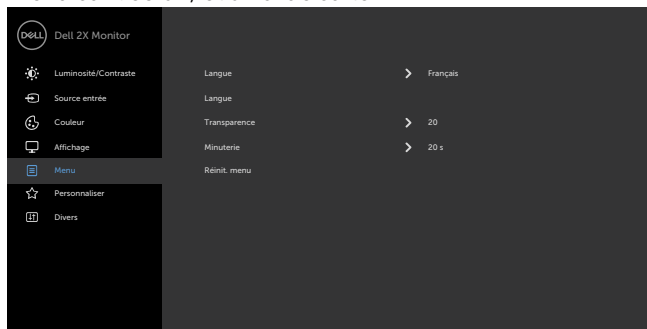 DELL Dell 2X Monitor
Luminosité/Contraste Langue Français
Source entrée Langue
Couleur Transparence 20
Affichage Minuterie 20 s
Menu Réinit. menu
Personnaliser
Divers